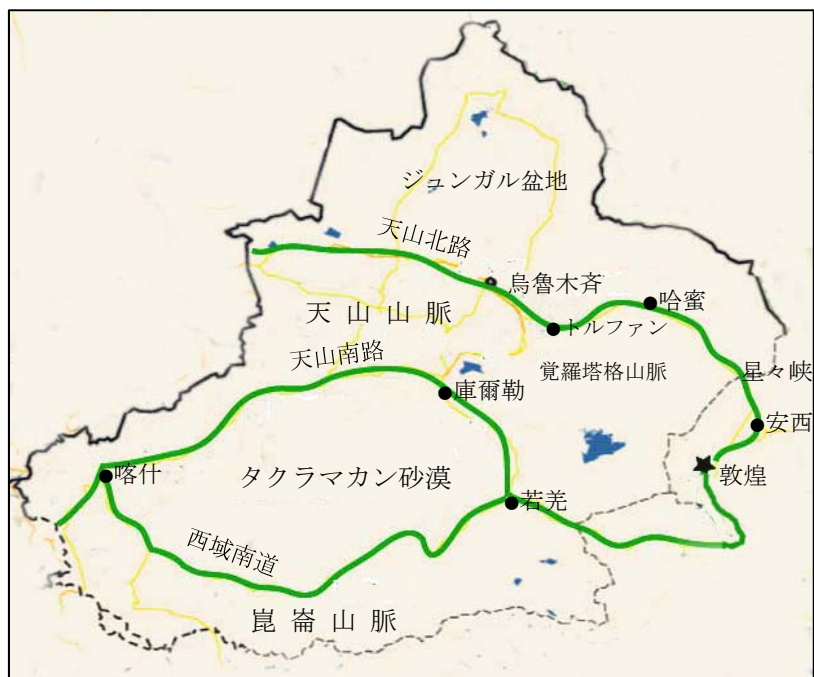 ジュンガル盆地
天山北路
烏魯木斉
哈蜜
天山山脈
トルファン
天山南路
覚羅塔格山脈
星々峡
庫爾勒
安西
喀什
タクラマカン砂漠
敦煌
若羌
西域南道
崑崙山脈